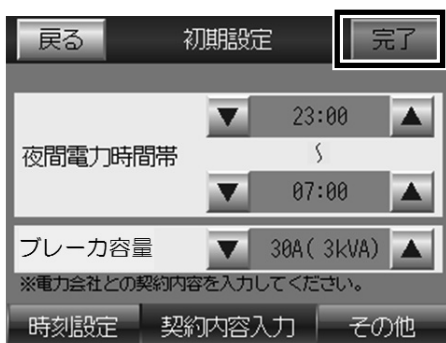 戻る 初期設定 完了
▼ 23:00 ▲
夜間電力時間帯 ~
▼ 07:00 ▲
ブレーカ容量 ▼ 30A( 3kVA) ▲
※電力会社との契約内容を入力してください。
時刻設定 契約内容入力 その他